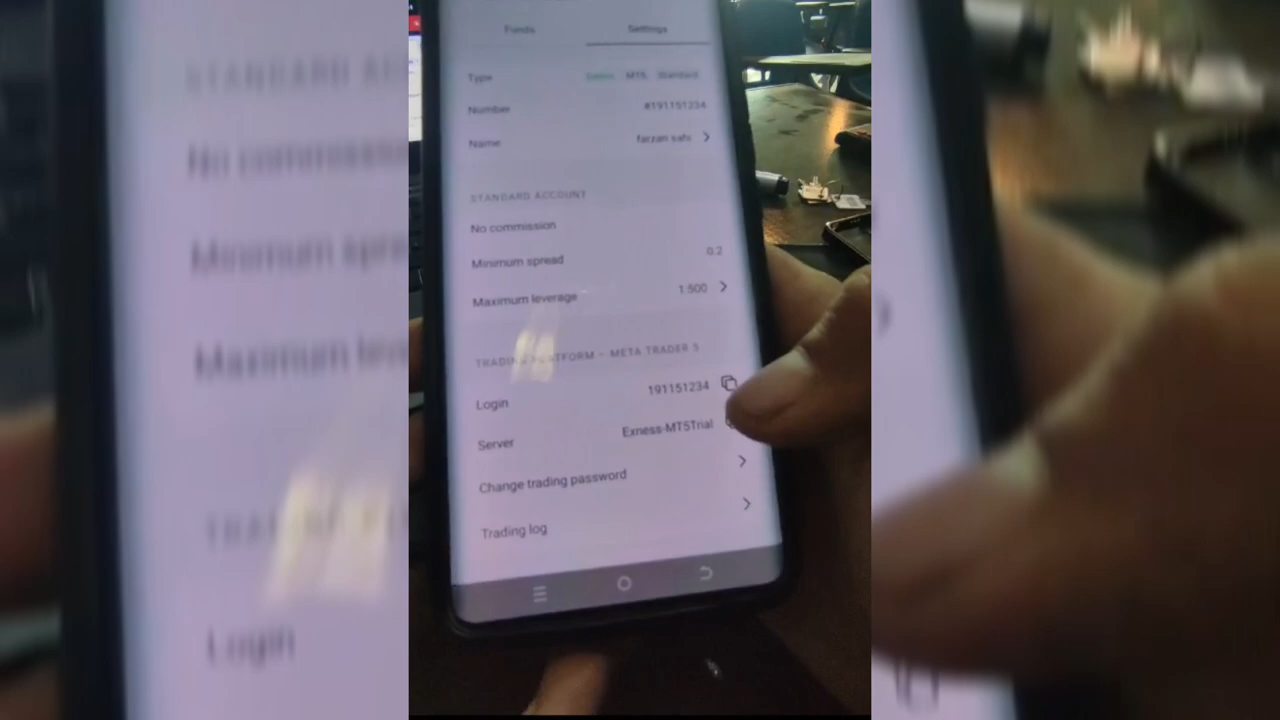 Funds Settings
Type MT5 Standard
Number #191151234
Name farzan safi
STANDARD ACCOUNT
No commission
Minimum spread 0.2
Maximum leverage 1:500
TRADING PLATFORM - META TRADER 5
Login 191151234
Server Exness-MT5Trial
Change trading password
Trading log